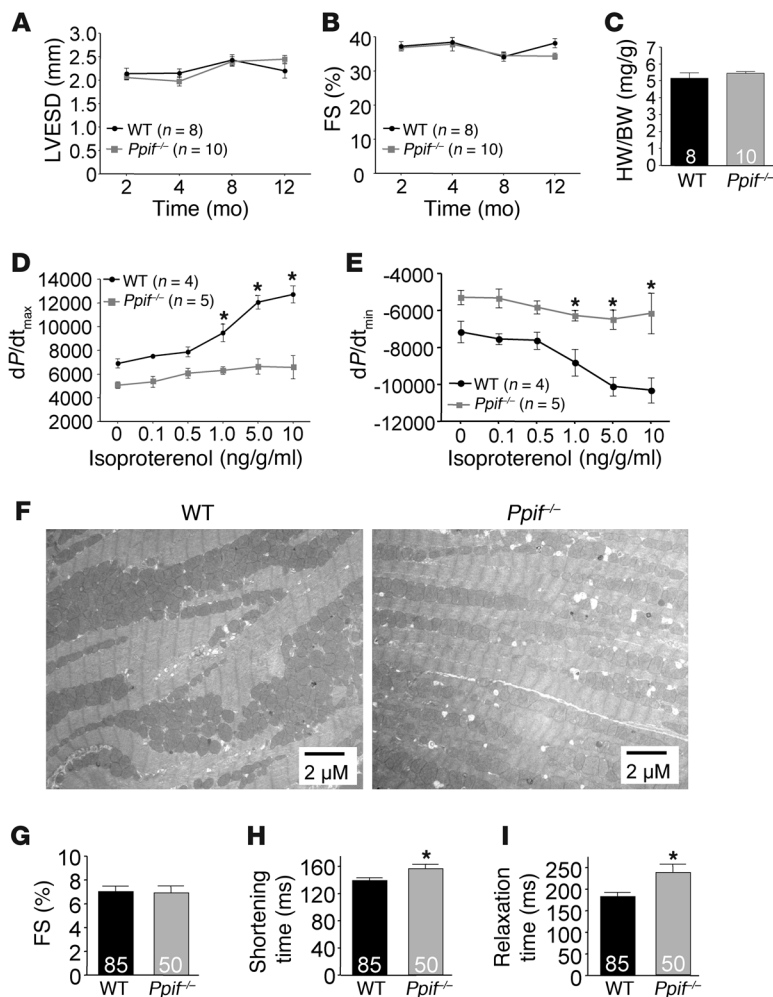 A
LVESD (mm)
3.0
2.5
2.0
1.5
1.0
0.5
0
WT (n = 8)
Ppif–/– (n = 10)
2 4 8 12
Time (mo)
B
FS (%)
40
30
20
10
0
WT (n = 8)
Ppif–/– (n = 10)
2 4 8 12
Time (mo)
C
HW/BW (mg/g)
7
6
5
4
3
2
1
0
8 10
WT Ppif–/–
D
dP/dtmax
14000
12000
10000
8000
6000
4000
2000
WT (n = 4)
Ppif–/– (n = 5)
* * *
0 0.1 0.5 1.0 5.0 10
Isoproterenol (ng/g/ml)
E
dP/dtmin
-4000
-6000
-8000
-10000
-12000
* * *
WT (n = 4)
Ppif–/– (n = 5)
0 0.1 0.5 1.0 5.0 10
Isoproterenol (ng/g/ml)
F
WT Ppif–/–
2 µM 2 µM
G
FS (%)
10
8
6
4
2
0
85 50
WT Ppif–/–
H
Shortening
time (ms)
160
120
80
40
0
*
85 50
WT Ppif–/–
I
Relaxation
time (ms)
250
200
150
100
50
0
*
85 50
WT Ppif–/–